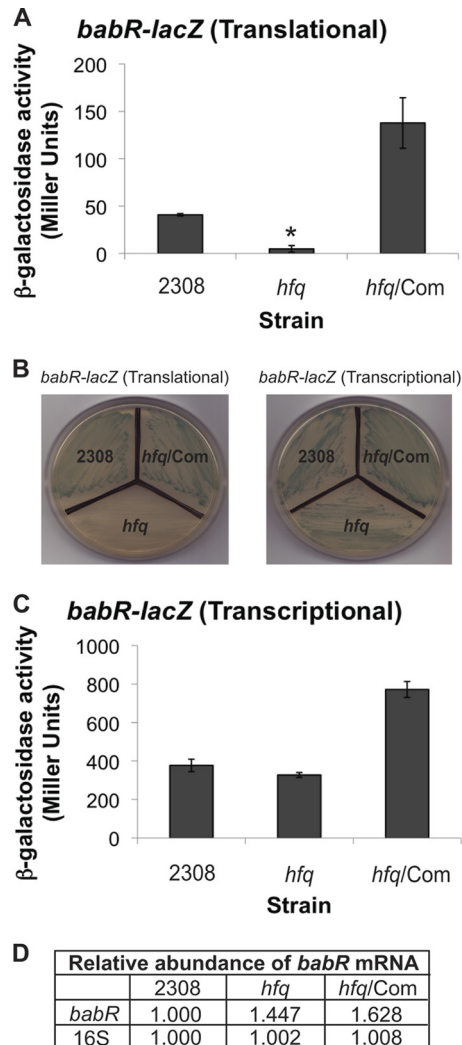 A
babR-lacZ (Translational)
β-galactosidase activity
(Miller Units)
200
150
100
50
0
*
2308
hfq
hfq/Com
Strain
B
babR-lacZ (Translational)
babR-lacZ (Transcriptional)
2308
hfq/Com
hfq
2308
hfq/Com
hfq
C
babR-lacZ (Transcriptional)
β-galactosidase activity
(Miller Units)
1000
800
600
400
200
0
2308
hfq
hfq/Com
Strain
D
Relative abundance of babR mRNA
2308 hfq hfq/Com
babR 1.000 1.447 1.628
16S 1.000 1.002 1.008